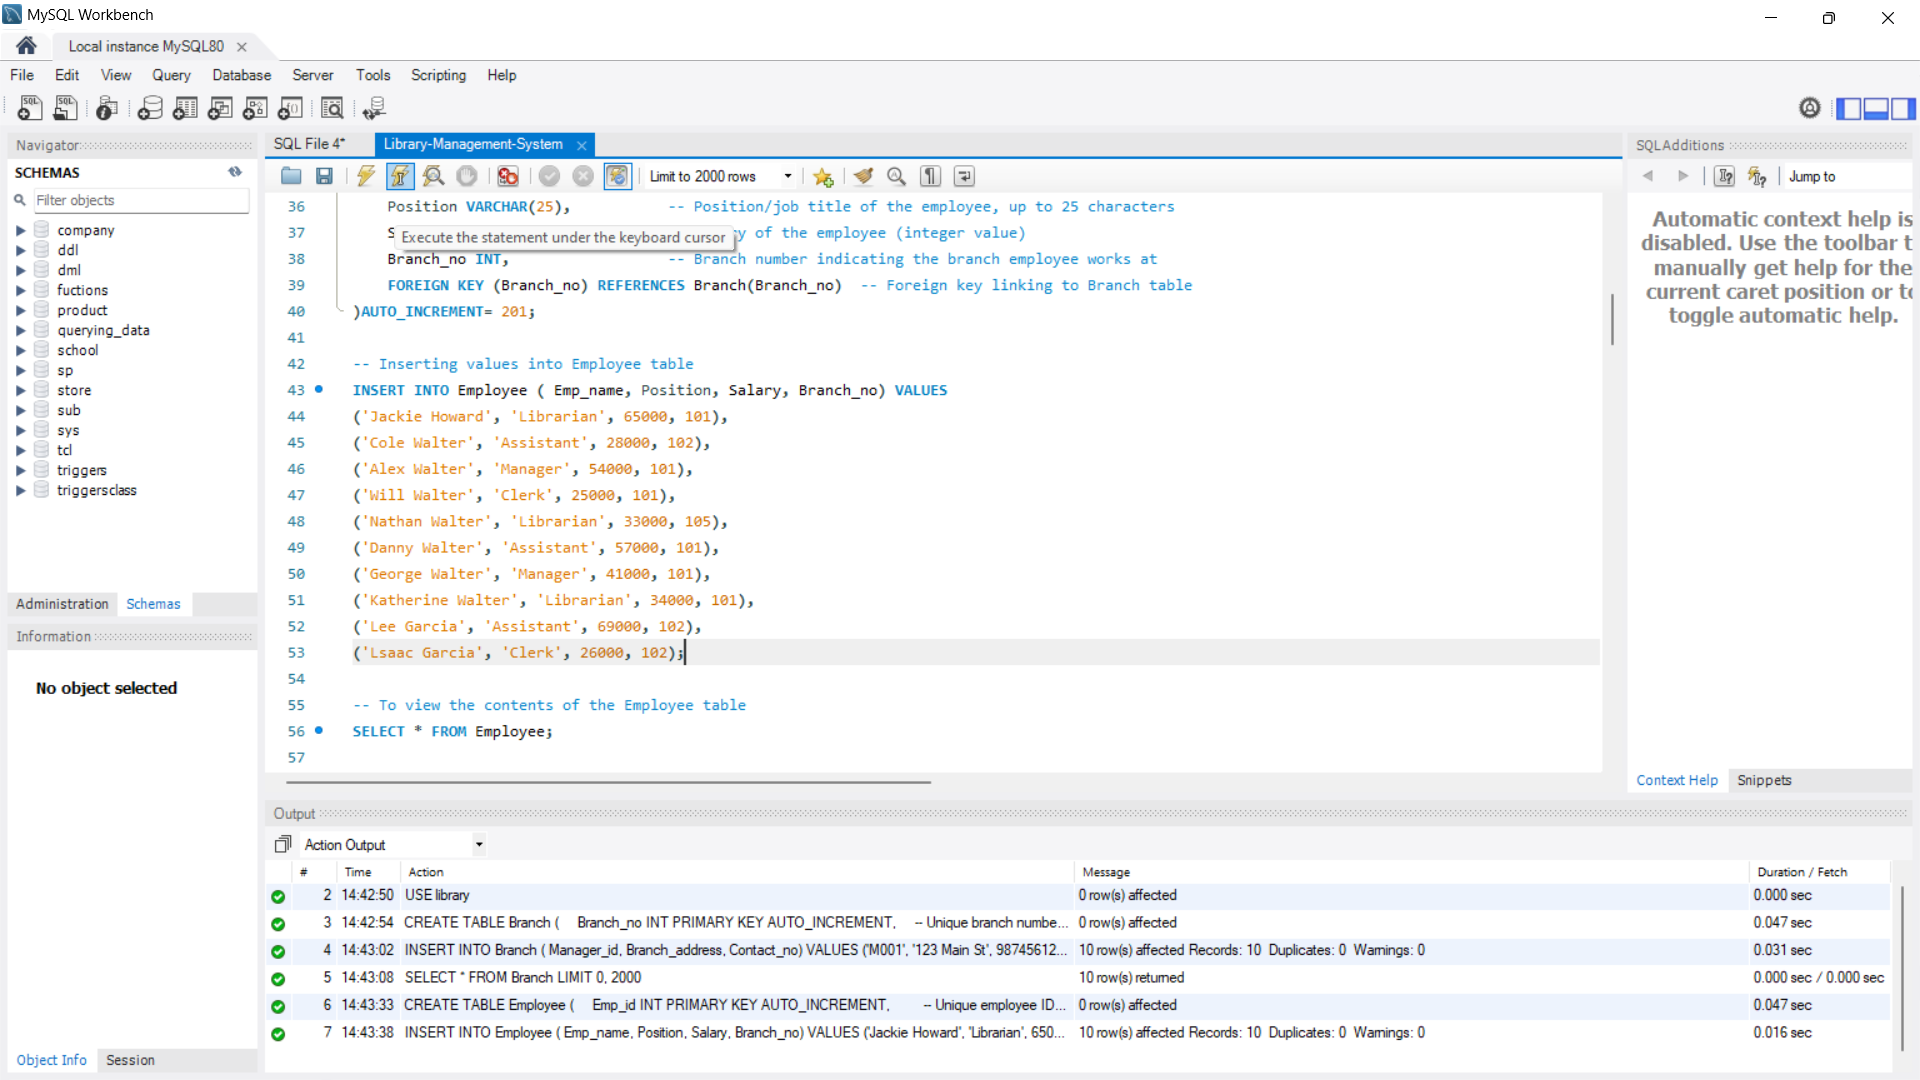 MySQL Workbench
Local instance MySQL80
File Edit View Query Database Server Tools Scripting Help
Navigator
SCHEMAS
Filter objects
company
ddl
dml
fuctions
product
querying_data
school
sp
store
sub
sys
tcl
triggers
triggersclass
Administration Schemas
Information
No object selected
Object Info Session
SQL File 4* Library-Management-System
Limit to 2000 rows
36 Position VARCHAR(25), -- Position/job title of the employee, up to 25 characters
37 S y of the employee (integer value)
Execute the statement under the keyboard cursor
38 Branch_no INT, -- Branch number indicating the branch employee works at
39 FOREIGN KEY (Branch_no) REFERENCES Branch(Branch_no) -- Foreign key linking to Branch table
40 )AUTO_INCREMENT= 201;
41
42 -- Inserting values into Employee table
43 INSERT INTO Employee ( Emp_name, Position, Salary, Branch_no) VALUES
44 ('Jackie Howard', 'Librarian', 65000, 101),
45 ('Cole Walter', 'Assistant', 28000, 102),
46 ('Alex Walter', 'Manager', 54000, 101),
47 ('Will Walter', 'Clerk', 25000, 101),
48 ('Nathan Walter', 'Librarian', 33000, 105),
49 ('Danny Walter', 'Assistant', 57000, 101),
50 ('George Walter', 'Manager', 41000, 101),
51 ('Katherine Walter', 'Librarian', 34000, 101),
52 ('Lee Garcia', 'Assistant', 69000, 102),
53 ('Lsaac Garcia', 'Clerk', 26000, 102);
54
55 -- To view the contents of the Employee table
56 SELECT * FROM Employee;
57
SQLAdditions
Jump to
Automatic context help is
disabled. Use the toolbar t
manually get help for the
current caret position or to
toggle automatic help.
Context Help Snippets
Output
Action Output
# Time Action Message Duration / Fetch
2 14:42:50 USE library 0 row(s) affected 0.000 sec
3 14:42:54 CREATE TABLE Branch ( Branch_no INT PRIMARY KEY AUTO_INCREMENT, -- Unique branch numbe... 0 row(s) affected 0.047 sec
4 14:43:02 INSERT INTO Branch ( Manager_id, Branch_address, Contact_no) VALUES ('M001', '123 Main St', 98745612... 10 row(s) affected Records: 10 Duplicates: 0 Warnings: 0 0.031 sec
5 14:43:08 SELECT * FROM Branch LIMIT 0, 2000 10 row(s) returned 0.000 sec / 0.000 sec
6 14:43:33 CREATE TABLE Employee ( Emp_id INT PRIMARY KEY AUTO_INCREMENT, -- Unique employee ID... 0 row(s) affected 0.047 sec
7 14:43:38 INSERT INTO Employee ( Emp_name, Position, Salary, Branch_no) VALUES ('Jackie Howard', 'Librarian', 650... 10 row(s) affected Records: 10 Duplicates: 0 Warnings: 0 0.016 sec